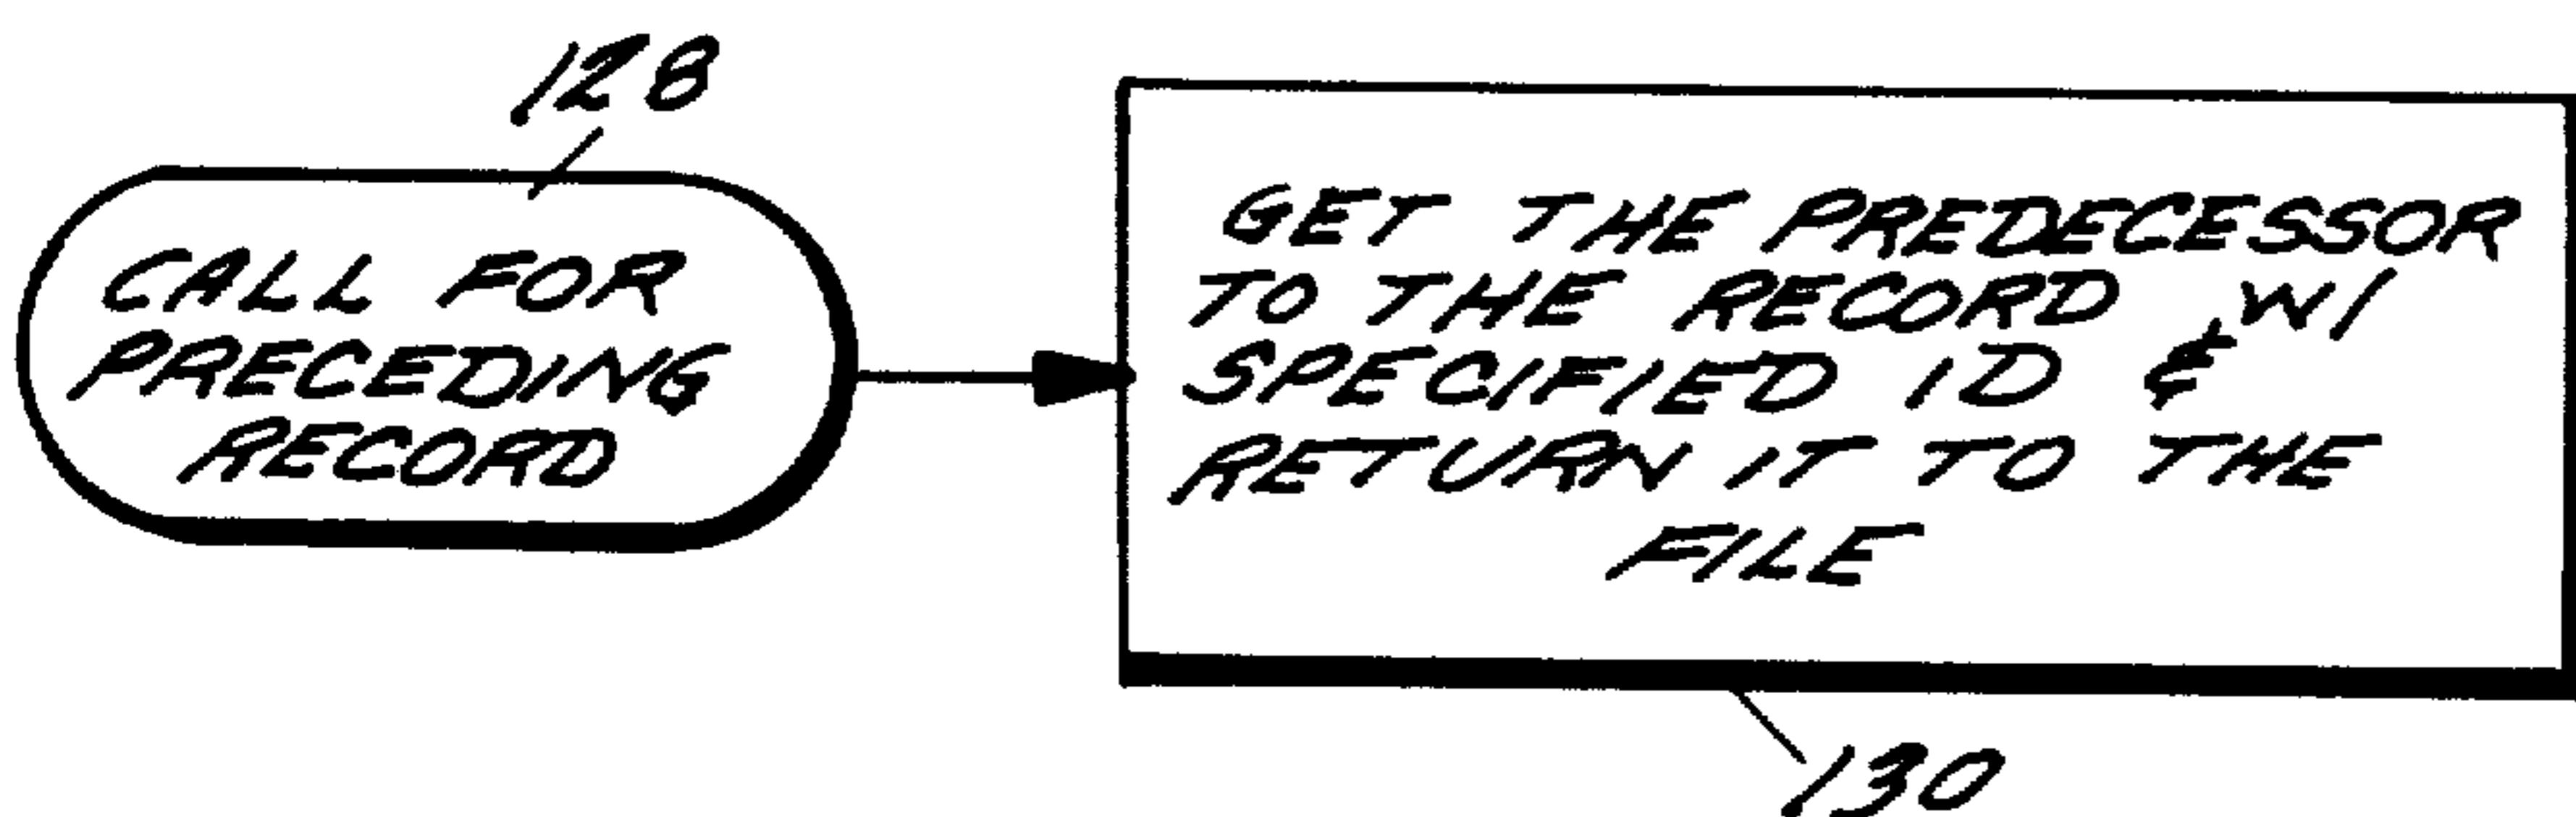 128
CALL FOR
PRECEDING
RECORD
GET THE PREDECESSOR
TO THE RECORD W/
SPECIFIED ID &
RETURN IT TO THE
FILE
130